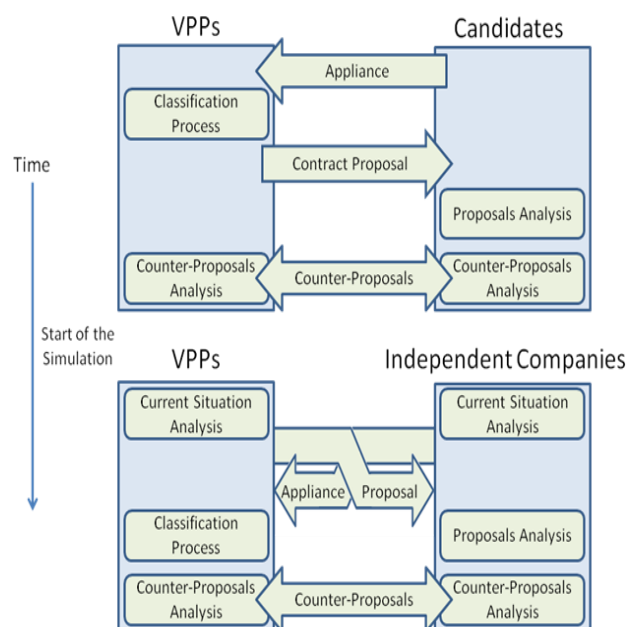 VPPs
Candidates
Appliance
Classification
Process
Time
Contract Proposal
Proposals Analysis
Counter-Proposals
Analysis
Counter-Proposals
Counter-Proposals
Analysis
Start of the
Simulation
VPPs
Independent Companies
Current Situation
Analysis
Current Situation
Analysis
Appliance
Proposal
Classification
Process
Proposals Analysis
Counter-Proposals
Analysis
Counter-Proposals
Counter-Proposals
Analysis